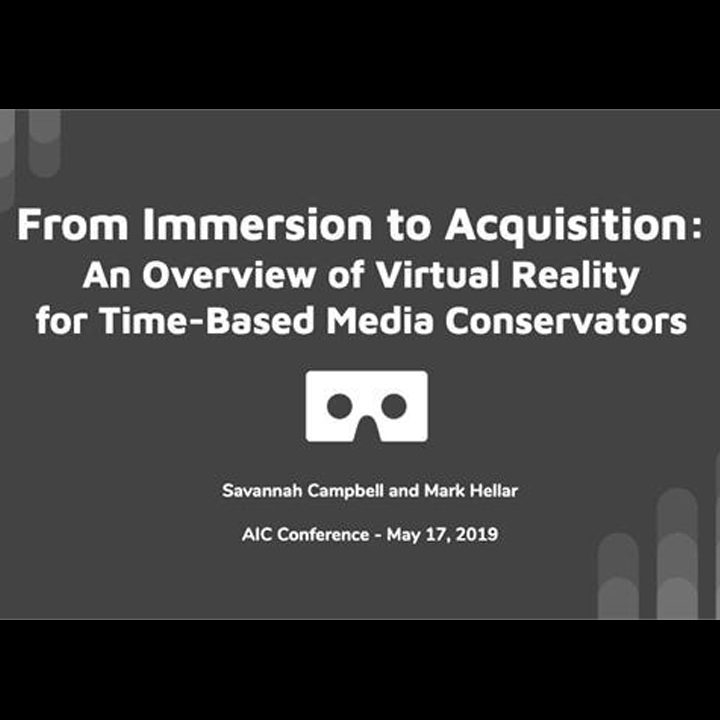 From Immersion to Acquisition:
An Overview of Virtual Reality
for Time-Based Media Conservators
Savannah Campbell and Mark Hellar
AIC Conference - May 17, 2019